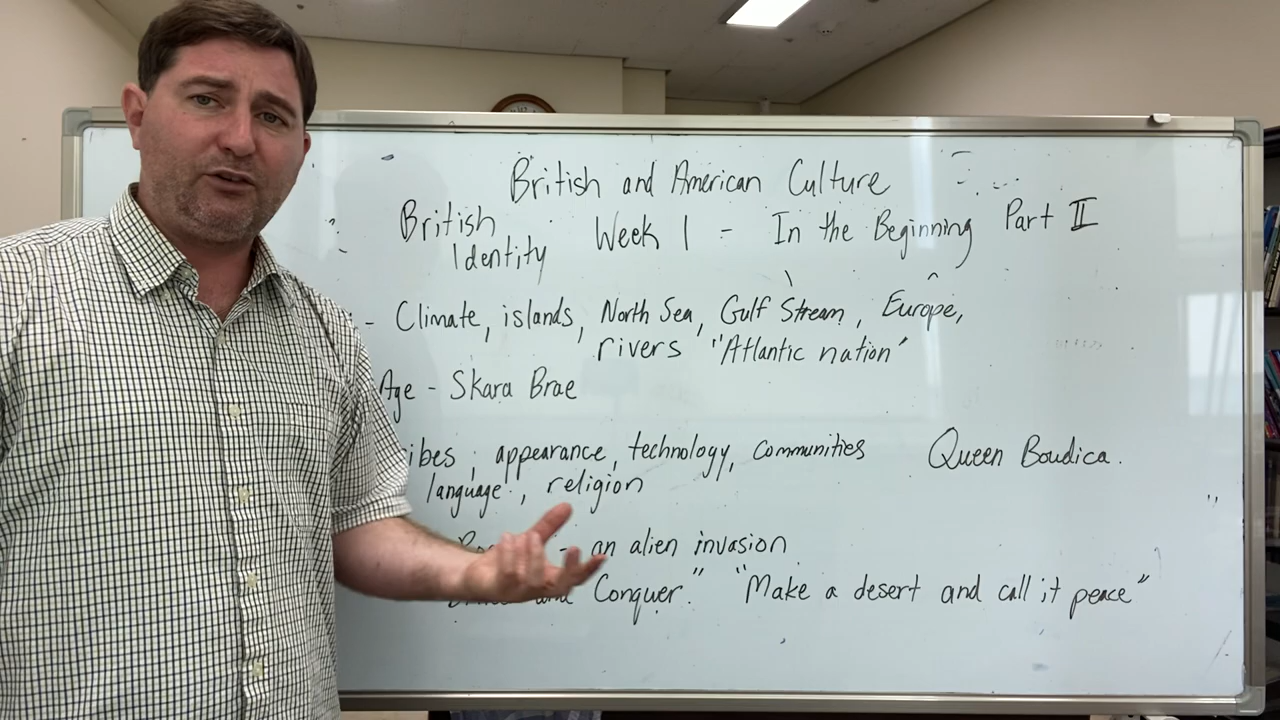 British and American Culture
British Identity Week 1 - In the Beginning Part II
- Climate, islands, North Sea, Gulf Stream, Europe,
rivers "Atlantic nation"
Age - Skara Brae
appearance, technology, communities Queen Boudica.
language, religion
- an alien invasion
Conquer." "Make a desert and call it peace"